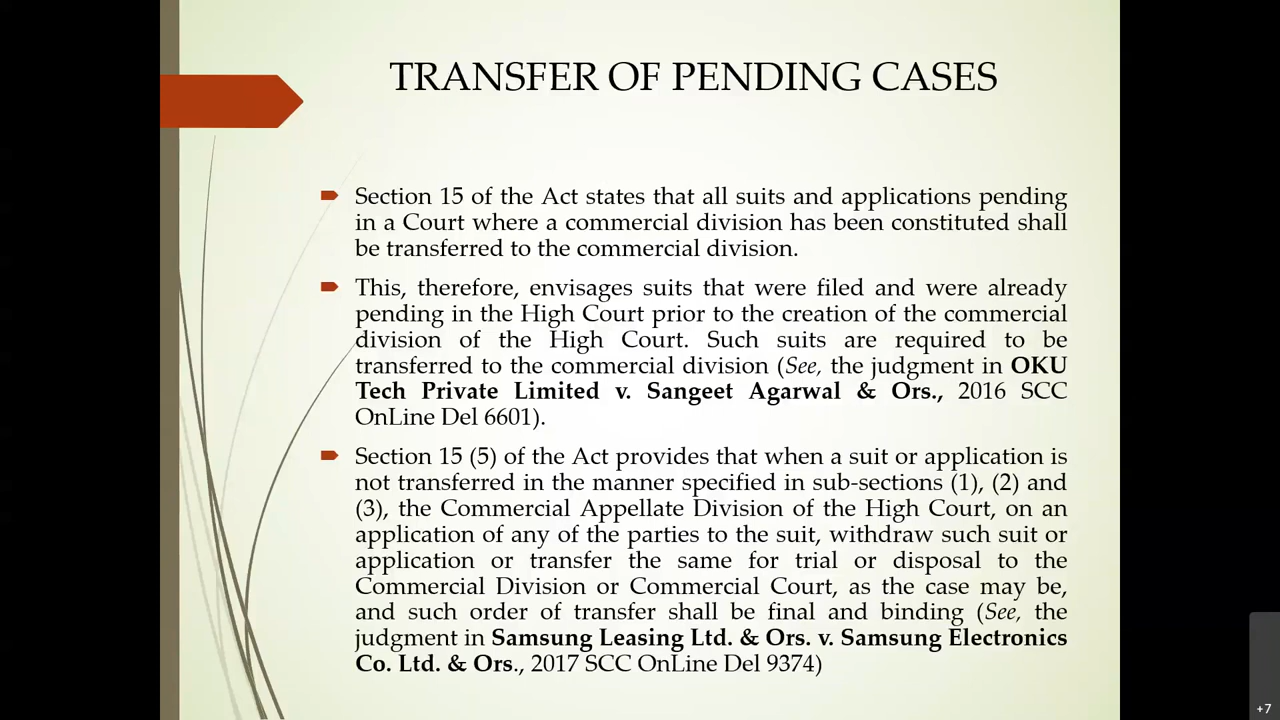 TRANSFER OF PENDING CASES
Section 15 of the Act states that all suits and applications pending
in a Court where a commercial division has been constituted shall
be transferred to the commercial division.
This, therefore, envisages suits that were filed and were already
pending in the High Court prior to the creation of the commercial
division of the High Court. Such suits are required to be
transferred to the commercial division (See, the judgment in OKU
Tech Private Limited v. Sangeet Agarwal & Ors., 2016 SCC
OnLine Del 6601).
Section 15 (5) of the Act provides that when a suit or application is
not transferred in the manner specified in sub-sections (1), (2) and
(3), the Commercial Appellate Division of the High Court, on an
application of any of the parties to the suit, withdraw such suit or
application or transfer the same for trial or disposal to the
Commercial Division or Commercial Court, as the case may be,
and such order of transfer shall be final and binding (See, the
judgment in Samsung Leasing Ltd. & Ors. v. Samsung Electronics
Co. Ltd. & Ors., 2017 SCC OnLine Del 9374)
+7